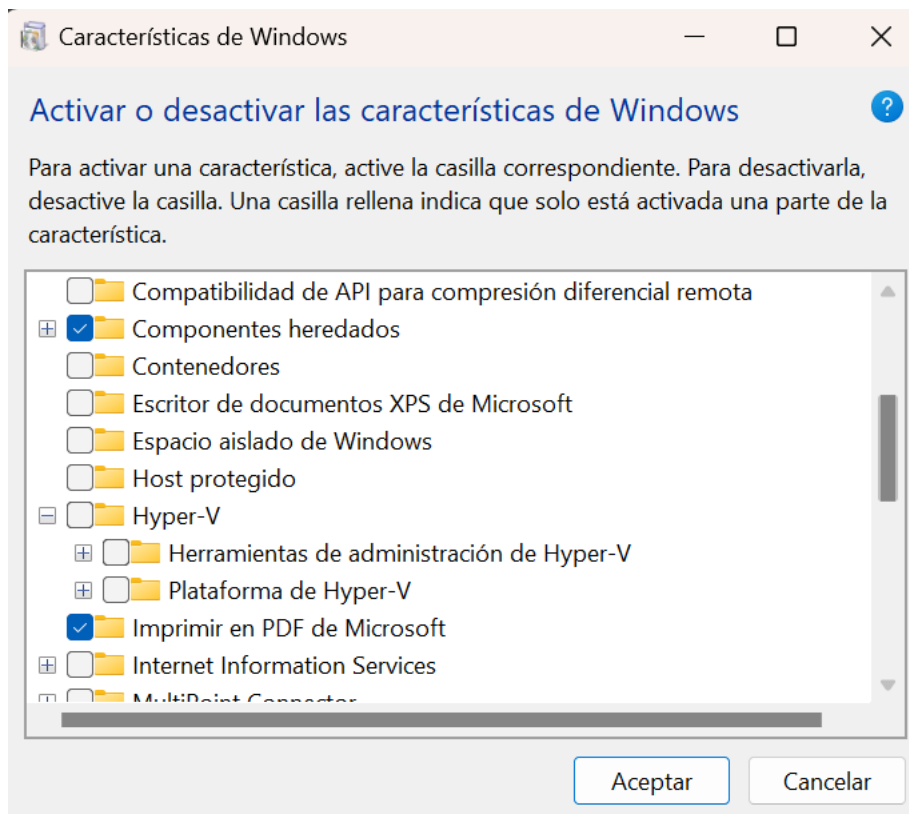 Características de Windows
Activar o desactivar las características de Windows
Para activar una característica, active la casilla correspondiente. Para desactivarla,
desactive la casilla. Una casilla rellena indica que solo está activada una parte de la
característica.
Compatibilidad de API para compresión diferencial remota
Componentes heredados
Contenedores
Escritor de documentos XPS de Microsoft
Espacio aislado de Windows
Host protegido
Hyper-V
Herramientas de administración de Hyper-V
Plataforma de Hyper-V
Imprimir en PDF de Microsoft
Internet Information Services
MultiPoint Connector
Aceptar Cancelar